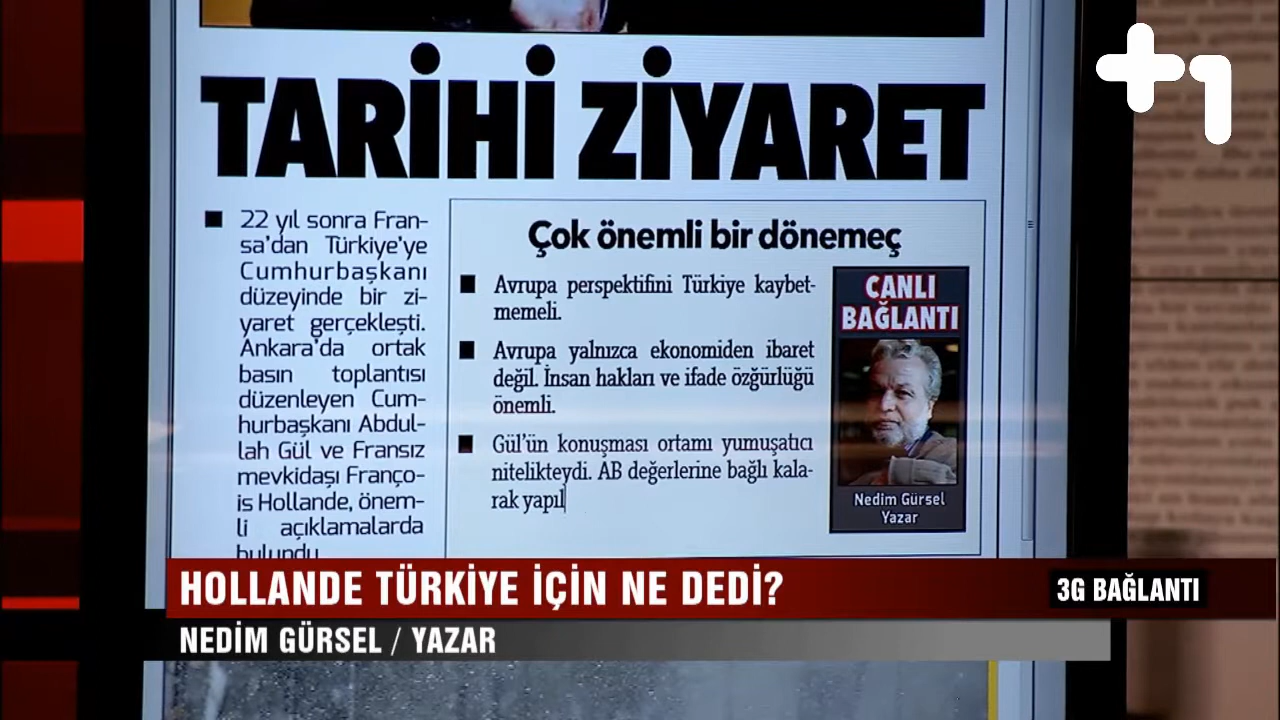 +1
TARİHİ ZİYARET
22 yıl sonra Fran-
sa'dan Türkiye'ye
Cumhurbaşkanı
düzeyinde bir zi-
yaret gerçekleşti.
Ankara'da ortak
basın toplantısı
düzenleyen Cum-
hurbaşkanı Abdul-
lah Gül ve Fransız
mevkidaşı Franço-
is Hollande, önem-
li açıklamalarda
bulundu
Çok önemli bir dönemeç
Avrupa perspektifini Türkiye kaybet-
memeli.
Avrupa yalnızca ekonomiden ibaret
değil. İnsan hakları ve ifade özğürlüğü
önemli.
Gül'ün konuşması ortamı yumuşatıcı
nitelikteydi. AB değerlerine bağlı kala-
rak yapıl
CANLI
BAĞLANTI
Nedim Gürsel
Yazar
HOLLANDE TÜRKİYE İÇİN NE DEDİ?
3G BAĞLANTI
NEDİM GÜRSEL / YAZAR